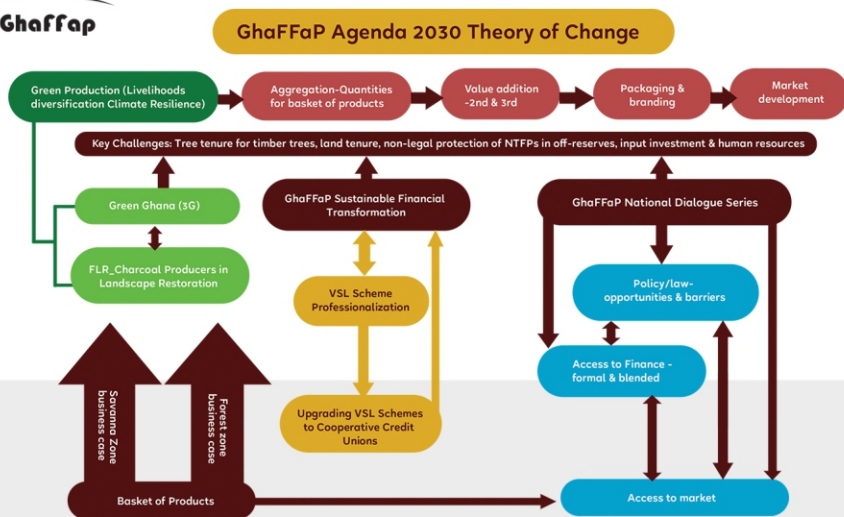 GhaFFap
GhaFFaP Agenda 2030 Theory of Change
Green Production (Livelihoods
diversification Climate Resilience)
Aggregation-Quantities
for basket of products
Value addition
-2nd & 3rd
Packaging &
branding
Market
development
Key Challenges: Tree tenure for timber trees, land tenure, non-legal protection of NTFPs in off-reserves, input investment & human resources
Green Ghana (3G)
FLR_Charcoal Producers in
Landscape Restoration
GhaFFaP Sustainable Financial
Transformation
VSL Scheme
Professionalization
Upgrading VSL Schemes
to Cooperative Credit
Unions
GhaFFaP National Dialogue Series
Policy/law-
opportunities & barriers
Access to Finance -
formal & blended
Access to market
Savanna Zone
business case
Forest zone
business case
Basket of Products